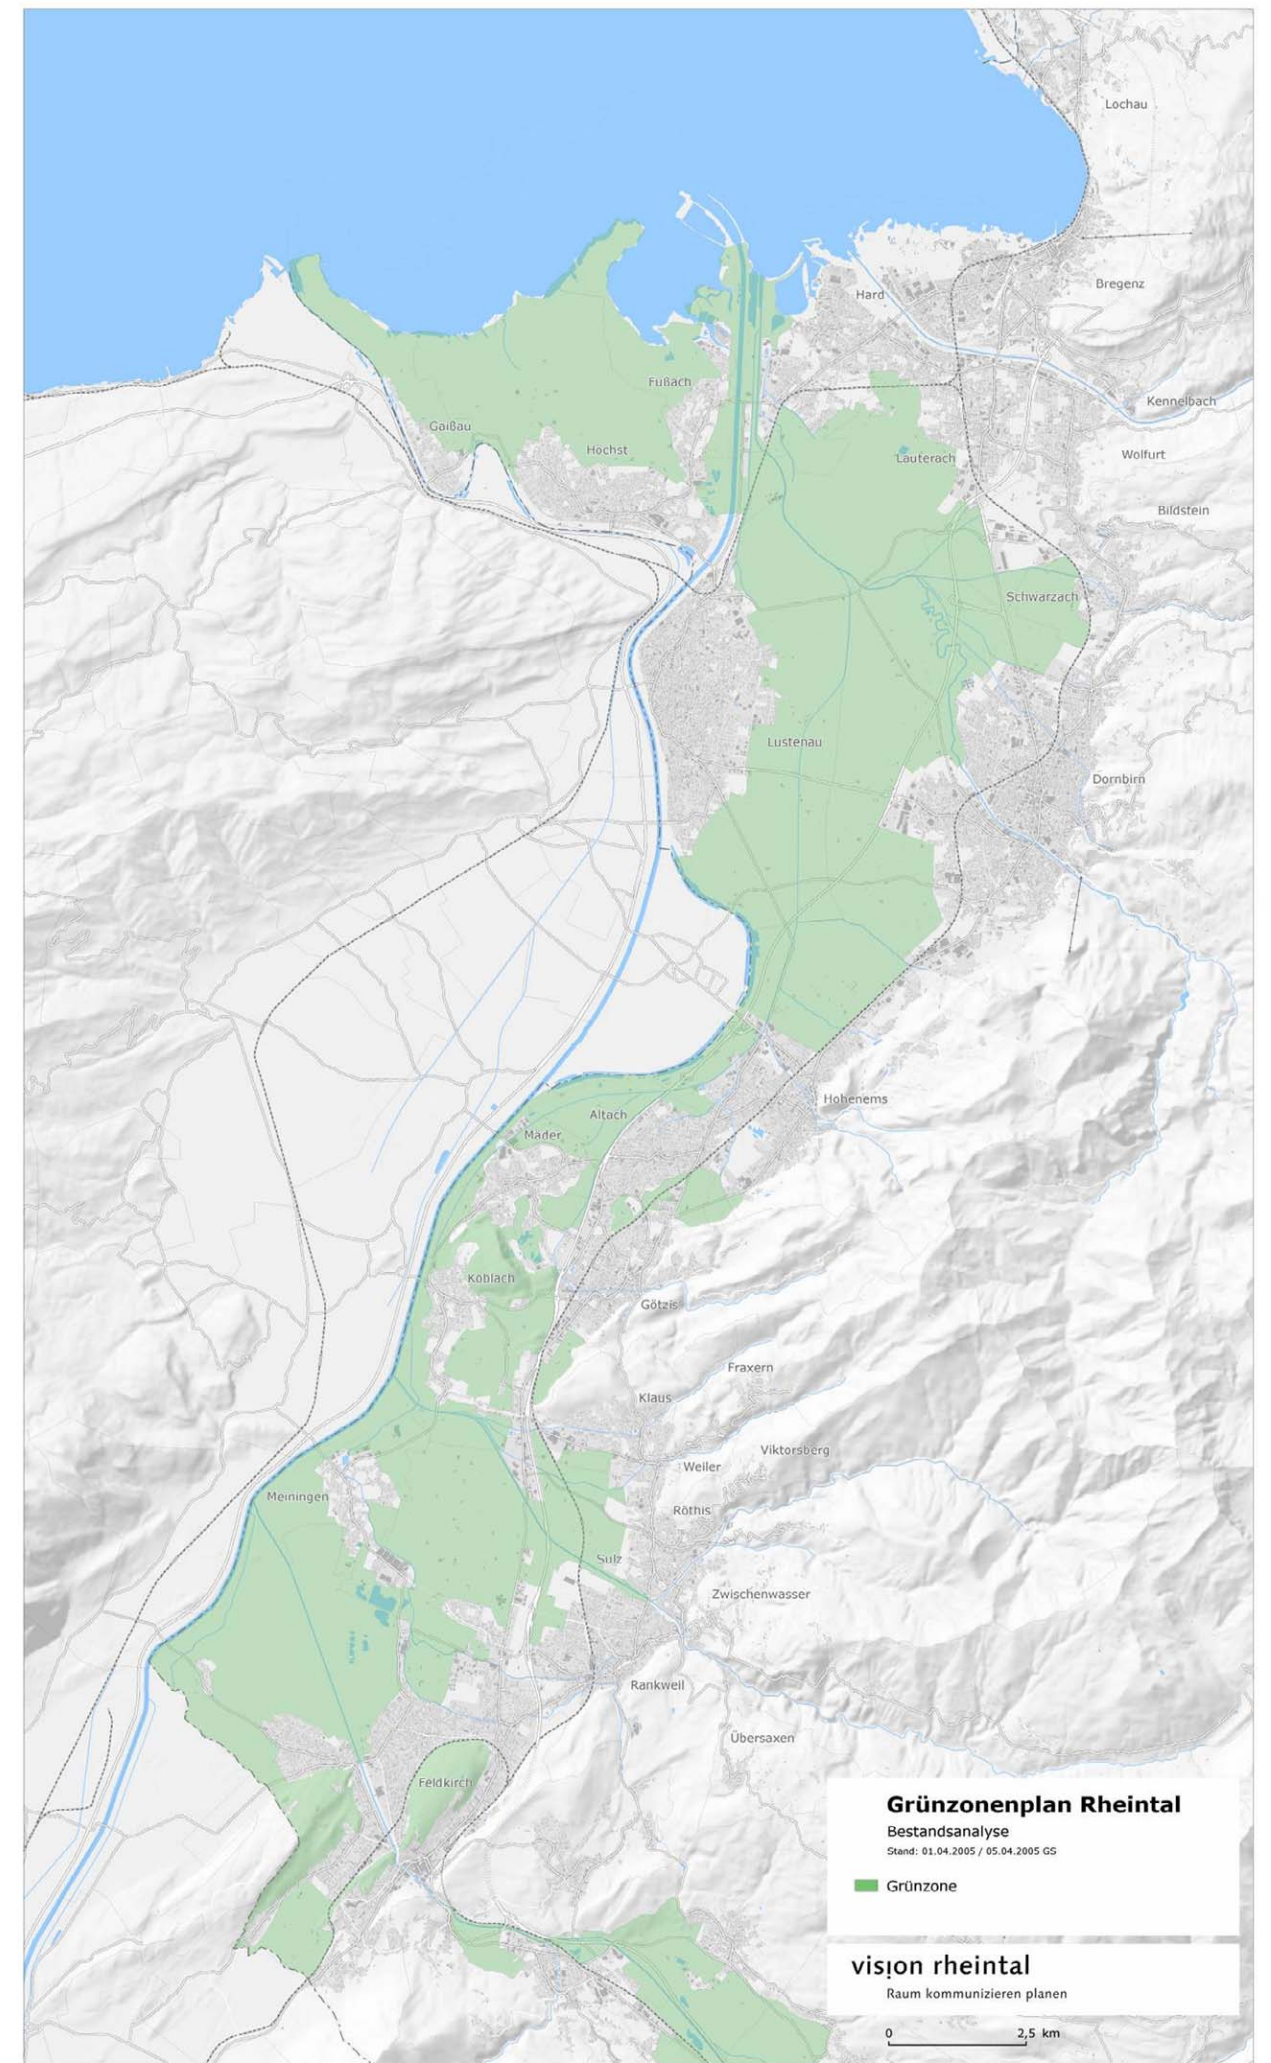 Lochau
Bregenz
Hard
Fußach
Kennelbach
Gaißau
Höchst
Lauterach
Wolfurt
Bildstein
Schwarzach
Lustenau
Dornbirn
Hohenems
Altach
Mäder
Koblach
Götzis
Fraxern
Klaus
Viktorsberg
Weiler
Meiningen
Röthis
Sulz
Zwischenwasser
Rankweil
Übersaxen
Feldkirch
Grünzonenplan Rheintal
Bestandsanalyse
Stand: 01.04.2005 / 05.04.2005 GS
Grünzone
vision rheintal
Raum kommunizieren planen
0 2,5 km